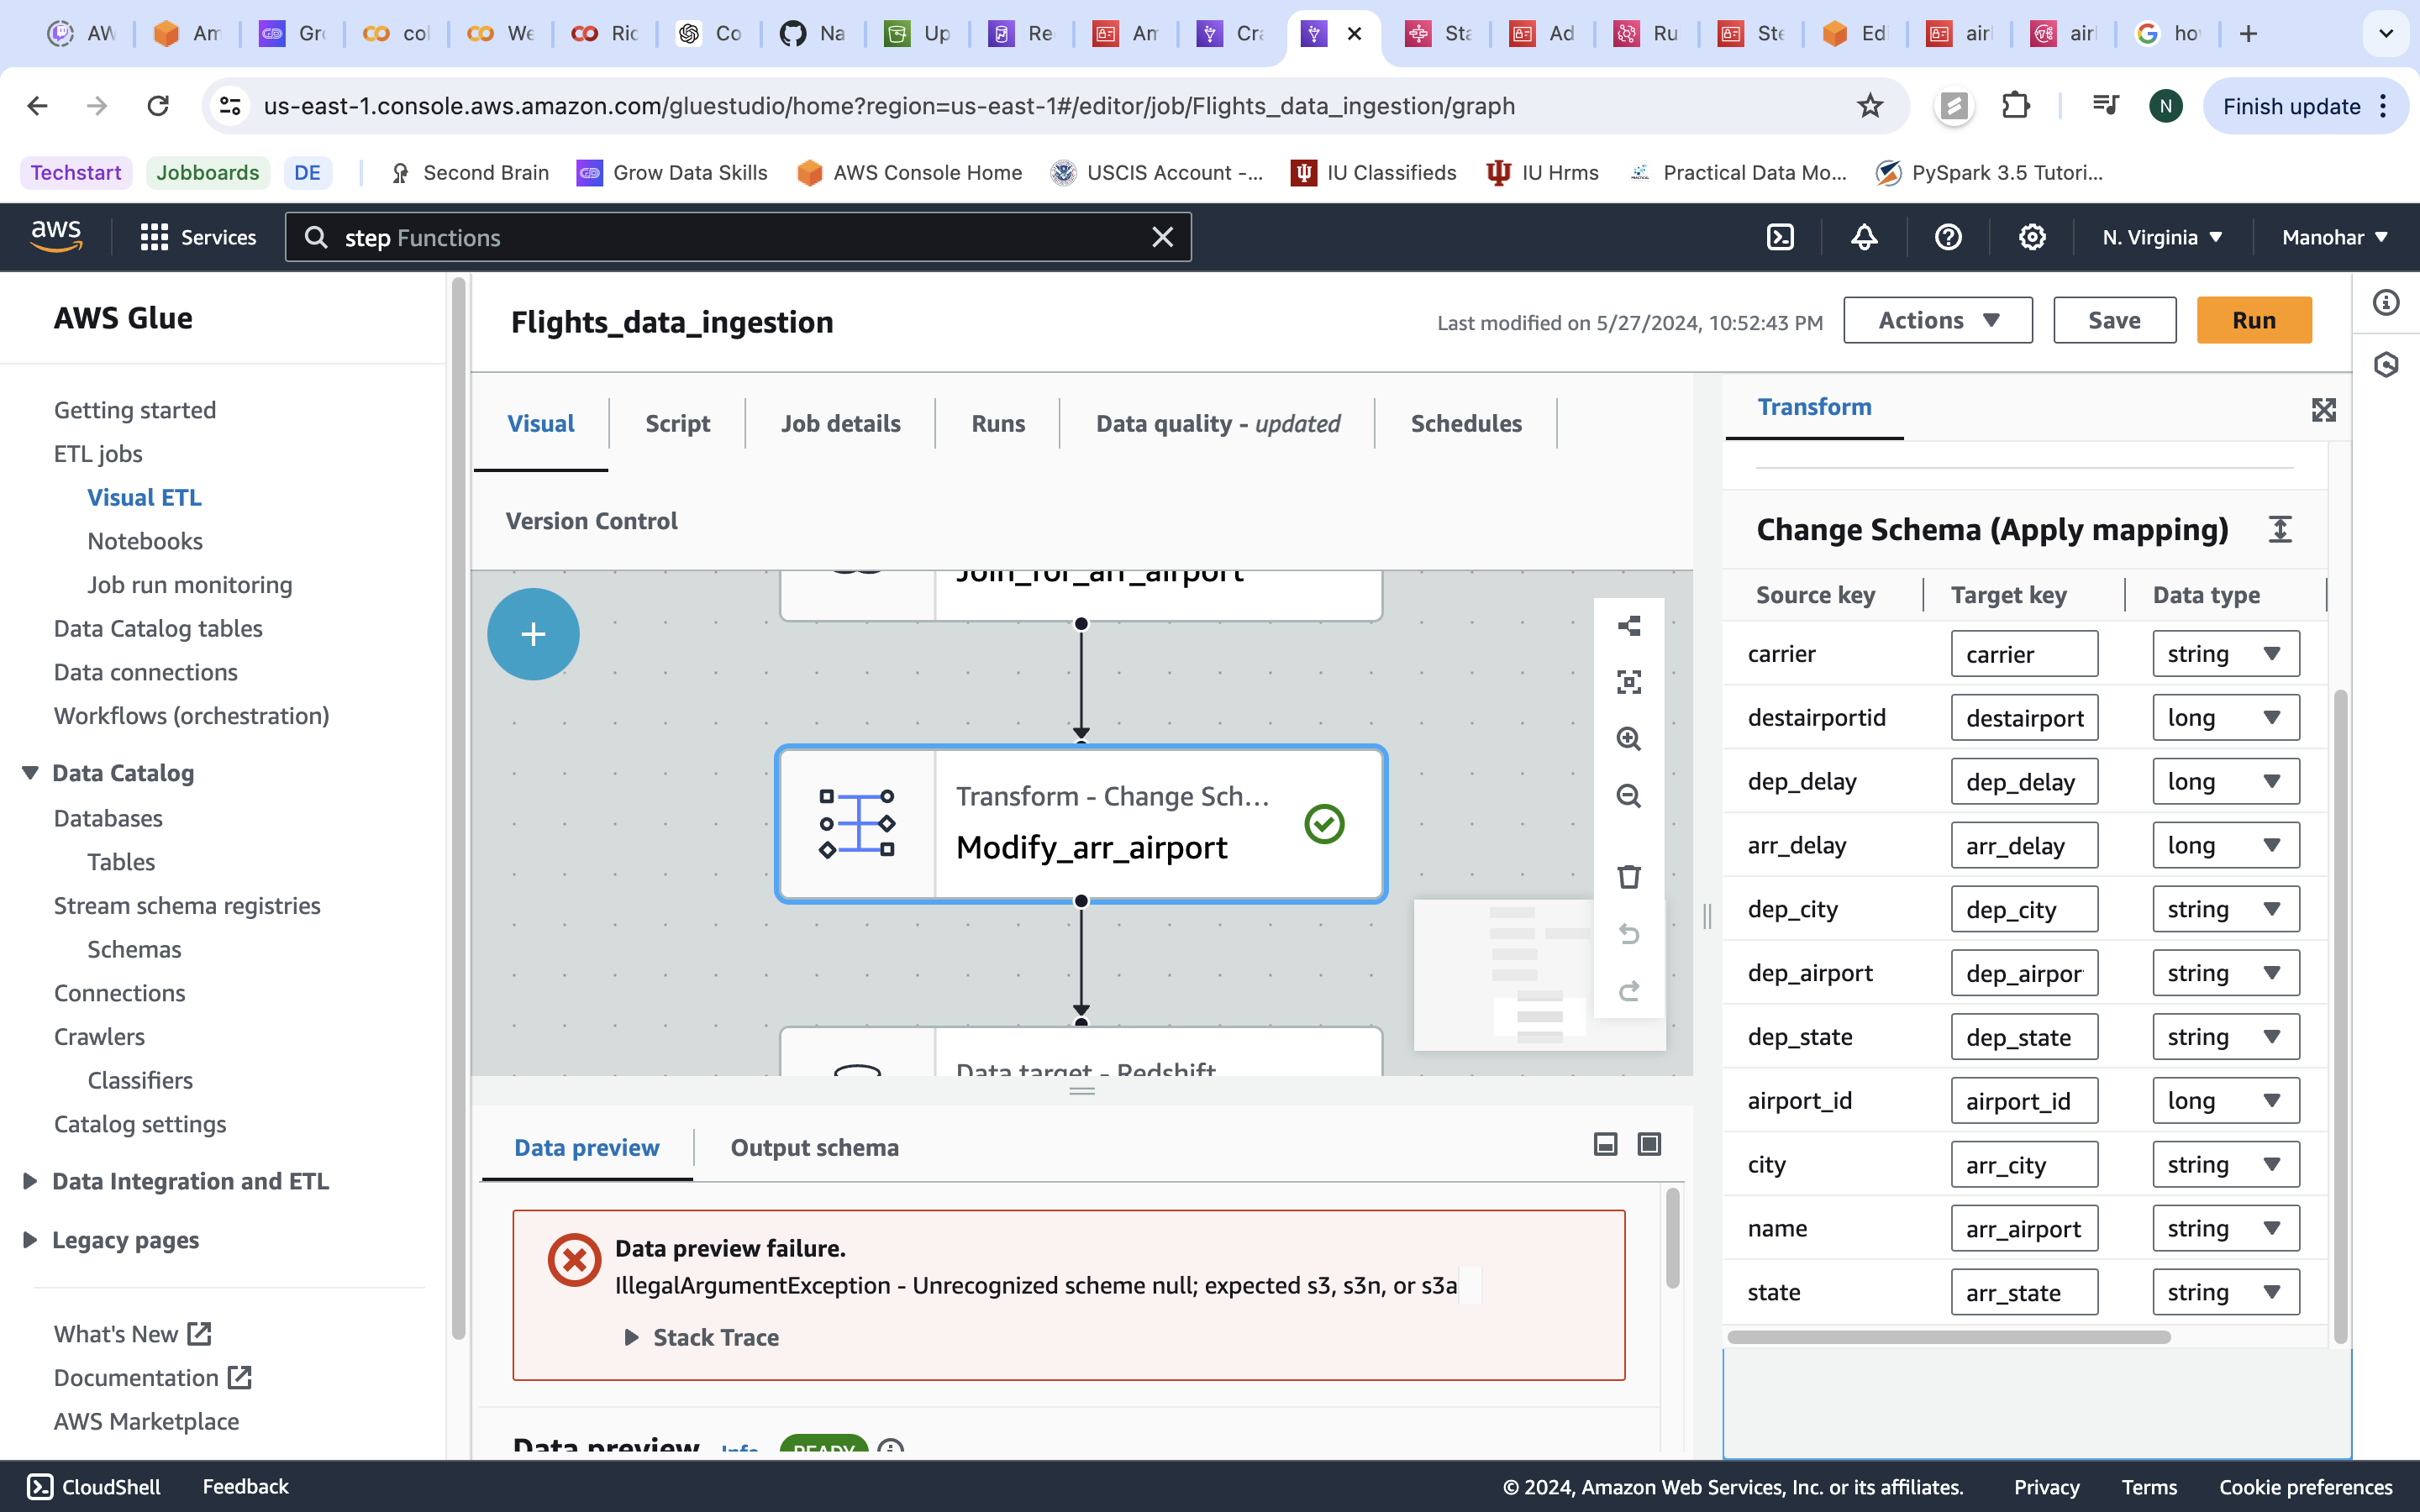 AW
Am
Gr
col
We
Ric
Co
Na
Up
Re
Am
Cra
Sta
Ad
Ru
Ste
Edi
airl
airl
ho
us-east-1.console.aws.amazon.com/gluestudio/home?region=us-east-1#/editor/job/Flights_data_ingestion/graph
N
Finish update
Techstart
Jobboards
DE
Second Brain
Grow Data Skills
AWS Console Home
USCIS Account -...
IU Classifieds
IU Hrms
Practical Data Mo...
PySpark 3.5 Tutori...
aws
Services
step Functions
N. Virginia
Manohar
AWS Glue
Getting started
ETL jobs
Visual ETL
Notebooks
Job run monitoring
Data Catalog tables
Data connections
Workflows (orchestration)
Data Catalog
Databases
Tables
Stream schema registries
Schemas
Connections
Crawlers
Classifiers
Catalog settings
Data Integration and ETL
Legacy pages
What's New
Documentation
AWS Marketplace
Flights_data_ingestion
Last modified on 5/27/2024, 10:52:43 PM
Actions
Save
Run
Visual
Script
Job details
Runs
Data quality - updated
Schedules
Version Control
Join_for_arr_airport
Transform - Change Sch...
Modify_arr_airport
Data target - Redshift
Data preview
Output schema
Data preview failure.
IllegalArgumentException - Unrecognized scheme null; expected s3, s3n, or s3a
Stack Trace
Data preview Info READY
Transform
Change Schema (Apply mapping)
Source key Target key Data type
carrier carrier string
destairportid destairport long
dep_delay dep_delay long
arr_delay arr_delay long
dep_city dep_city string
dep_airport dep_airpor string
dep_state dep_state string
airport_id airport_id long
city arr_city string
name arr_airport string
state arr_state string
CloudShell
Feedback
© 2024, Amazon Web Services, Inc. or its affiliates.
Privacy
Terms
Cookie preferences